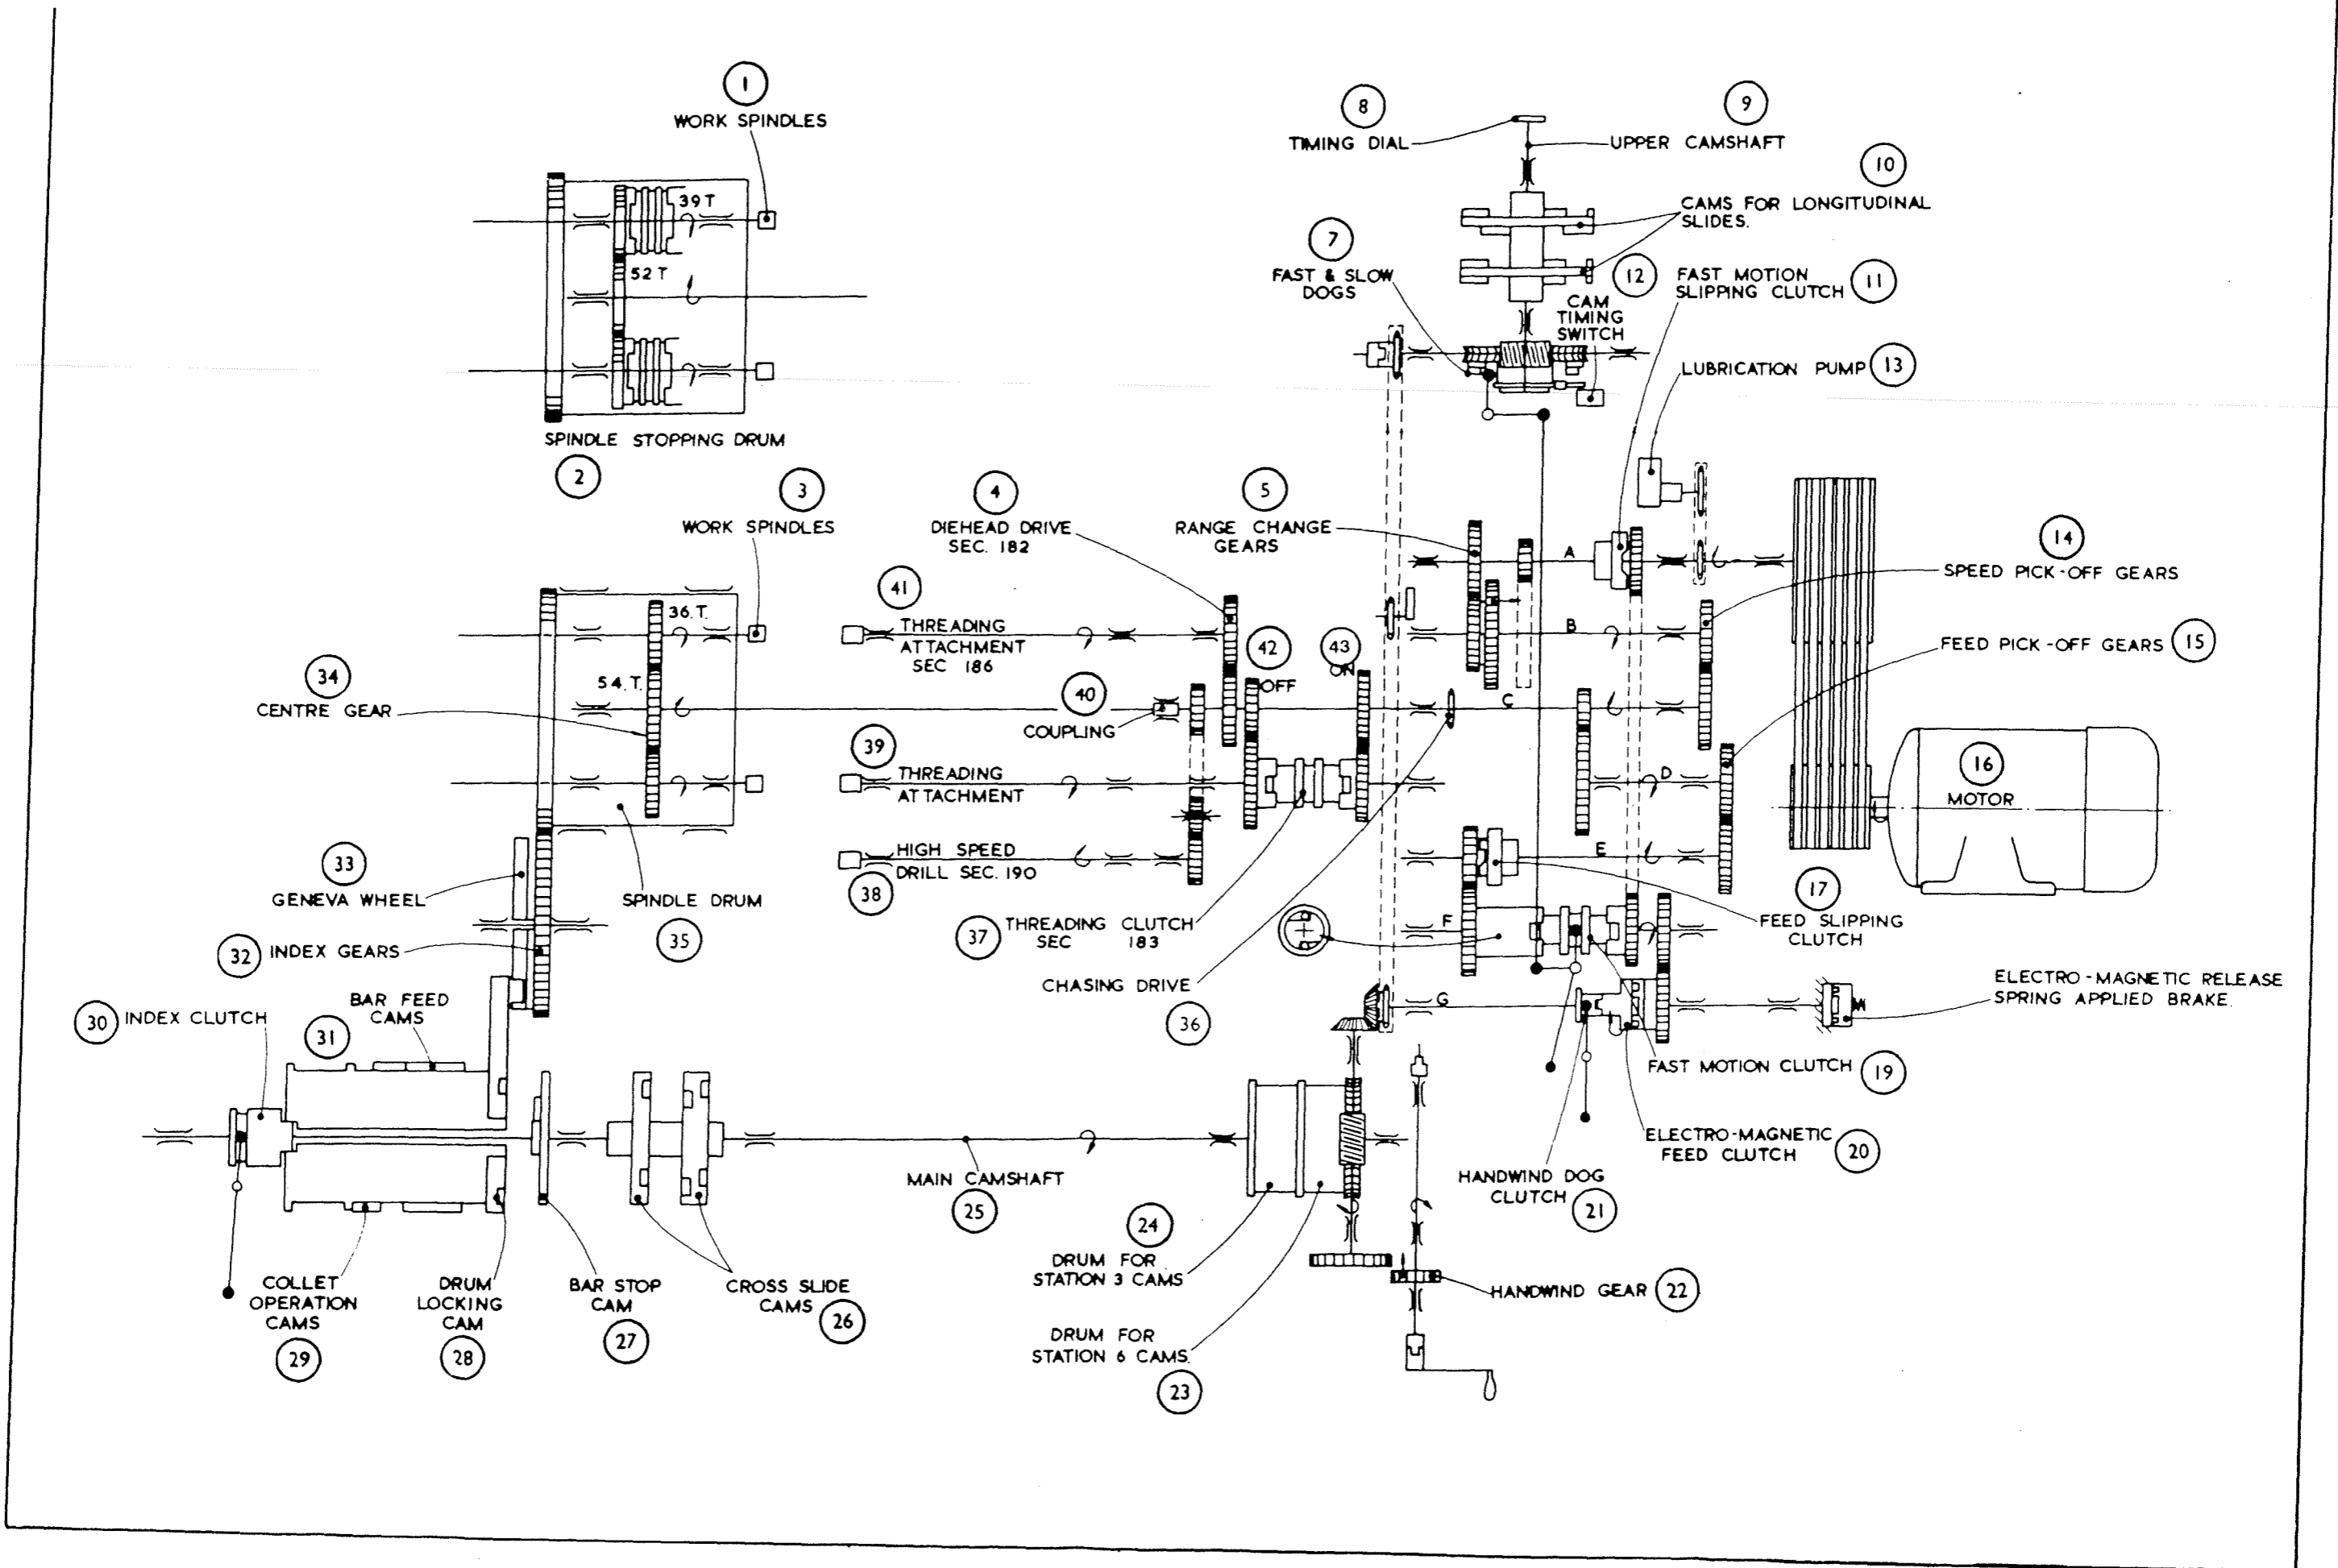 1
WORK SPINDLES
39 T
52 T
SPINDLE STOPPING DRUM
2
8
TIMING DIAL
9
UPPER CAMSHAFT
10
CAMS FOR LONGITUDINAL
SLIDES.
7
FAST & SLOW
DOGS
12
CAM
TIMING
SWITCH
FAST MOTION
SLIPPING CLUTCH
11
LUBRICATION PUMP
13
3
WORK SPINDLES
4
DIEHEAD DRIVE
SEC. 182
5
RANGE CHANGE
GEARS
14
SPEED PICK-OFF GEARS
FEED PICK-OFF GEARS
15
16
MOTOR
A
B
C
D
E
F
G
36.T.
54.T.
34
CENTRE GEAR
41
THREADING
ATTACHMENT
SEC 186
42
OFF
43
ON
40
COUPLING
39
THREADING
ATTACHMENT
HIGH SPEED
DRILL SEC. 190
38
33
GENEVA WHEEL
SPINDLE DRUM
35
37
THREADING CLUTCH
SEC 183
17
FEED SLIPPING
CLUTCH
32
INDEX GEARS
CHASING DRIVE
36
ELECTRO-MAGNETIC RELEASE
SPRING APPLIED BRAKE.
30
INDEX CLUTCH
BAR FEED
CAMS
31
FAST MOTION CLUTCH
19
ELECTRO-MAGNETIC
FEED CLUTCH
20
HANDWIND DOG
CLUTCH
21
MAIN CAMSHAFT
25
24
DRUM FOR
STATION 3 CAMS
HANDWIND GEAR
22
COLLET
OPERATION
CAMS
29
DRUM
LOCKING
CAM
28
BAR STOP
CAM
27
CROSS SLIDE
CAMS
26
DRUM FOR
STATION 6 CAMS.
23